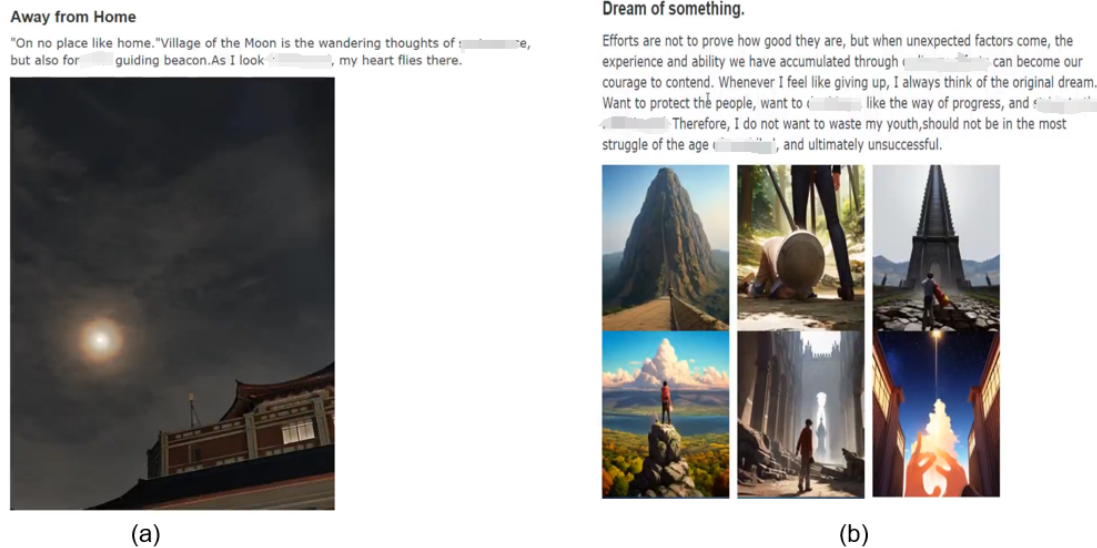 Away from Home
"On no place like home."Village of the Moon is the wandering thoughts of
but also for guiding beacon.As I look , my heart flies there.
(a)
Dream of something.
Efforts are not to prove how good they are, but when unexpected factors come, the
experience and ability we have accumulated through can become our
courage to contend. Whenever I feel like giving up, I always think of the original dream.
Want to protect the people, want to like the way of progress, and
Therefore, I do not want to waste my youth,should not be in the most
struggle of the age , and ultimately unsuccessful.
(b)